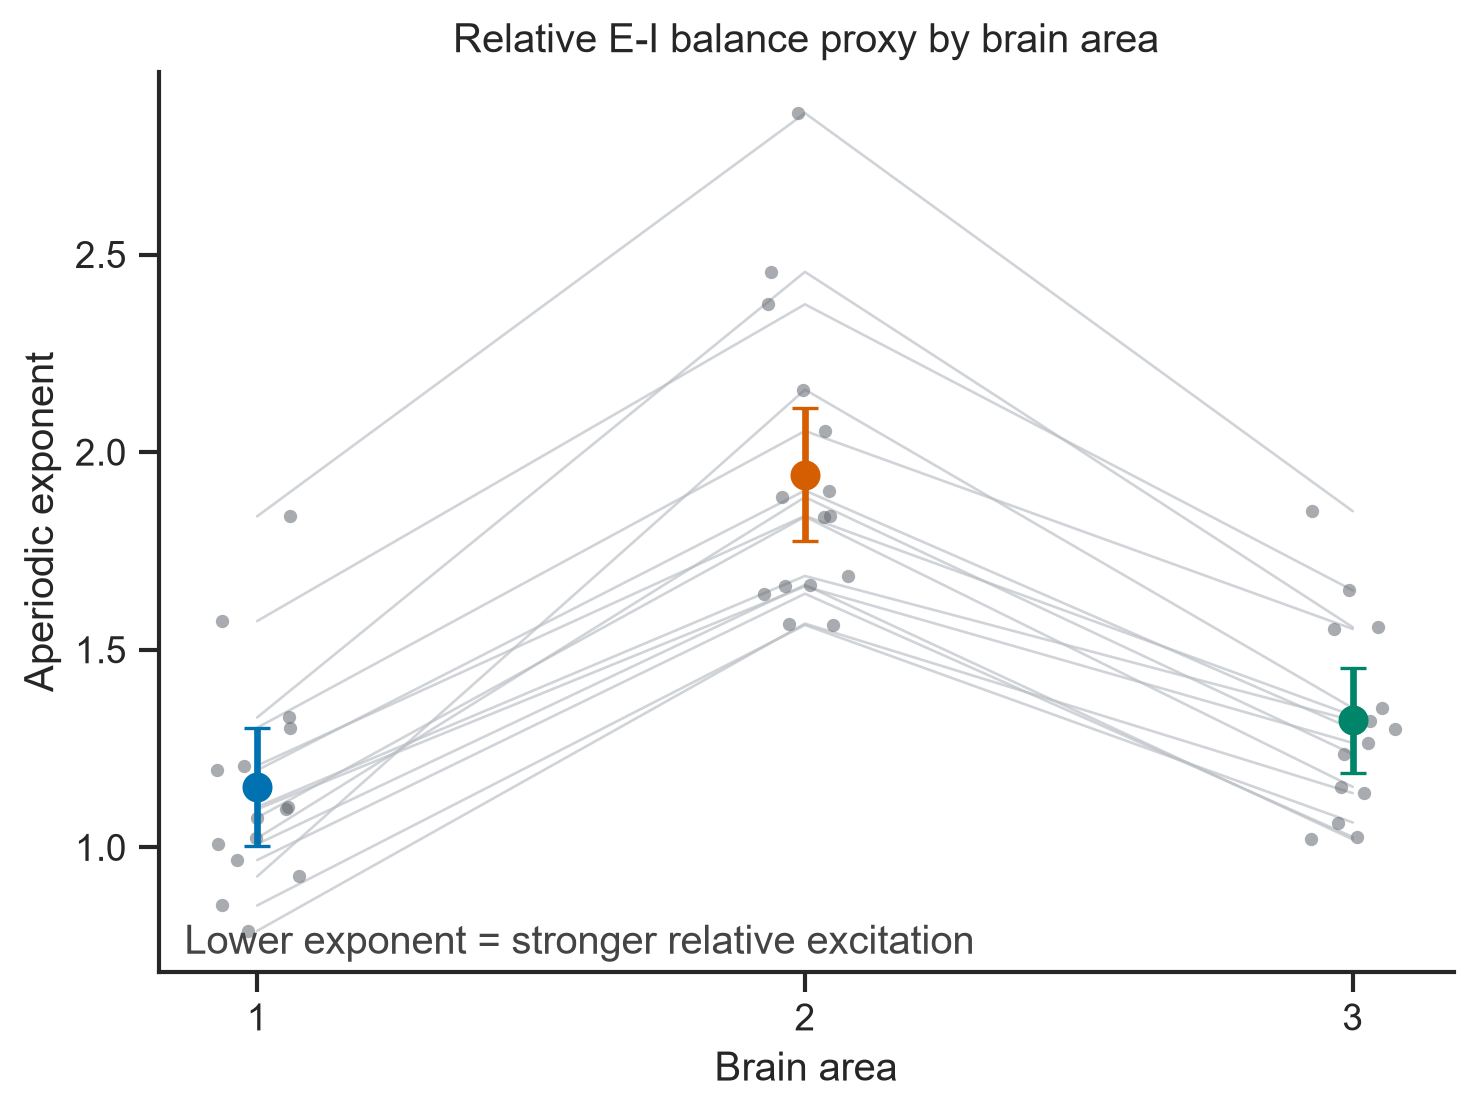 Relative E-I balance proxy by brain area
Aperiodic exponent
2.5
2.0
1.5
1.0
Lower exponent = stronger relative excitation
1 2 3
Brain area